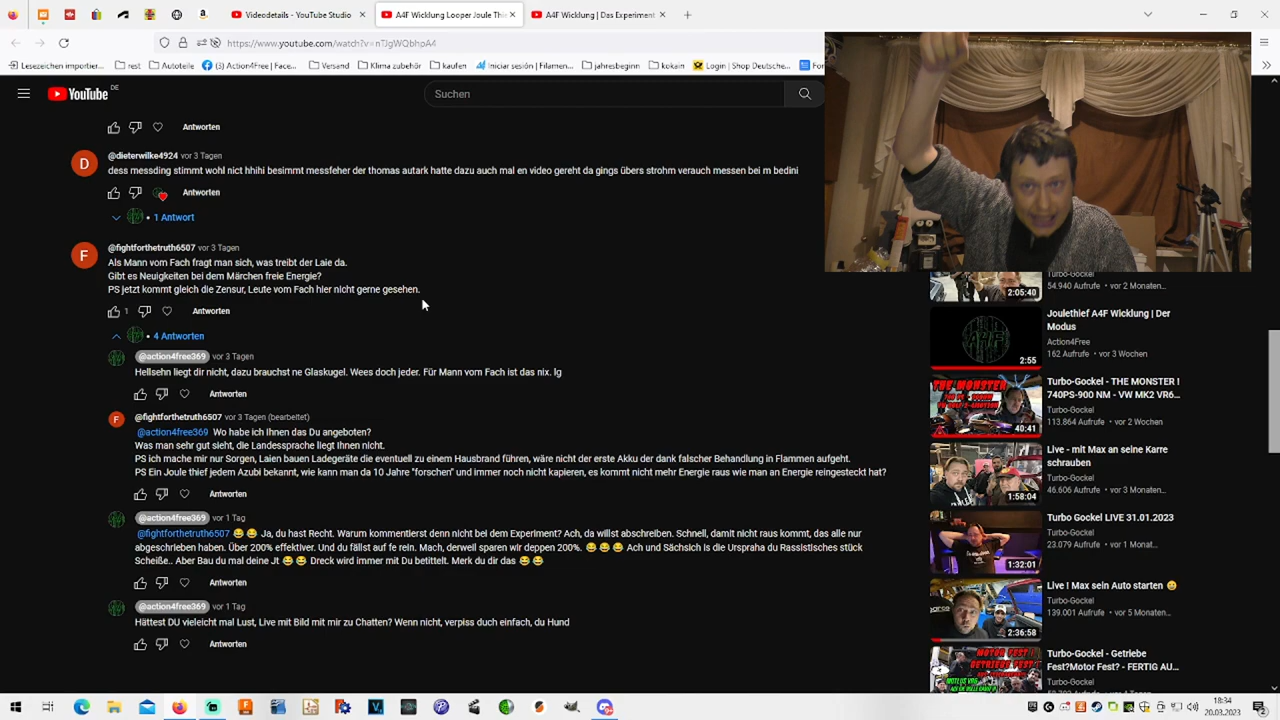 Videodetails - YouTube Studio
A4F Wicklung Looper Joule Thie
A4F Wicklung | Das Experiment
https://www.youtube.com/watch?v=nTJgWQbhpA4
Lesezeichen importier...
rest
Autoteile
(3) Action4Free | Face...
Versand
Klima zubehör
kaufen
Iniciar sesión | Filamen...
jahresbeginn
kokain
Login | Shop Deutsche...
YouTube DE
Suchen
Antworten
@dieterwilke4924 vor 3 Tagen
dess messding stimmt wohl nict hhihi besimmt messfeher der thomas autark hatte dazu auch mal en video gereht da gings übers strohm verauch messen bei m bedini
Antworten
1 Antwort
@fightforthetruth6507 vor 3 Tagen
Als Mann vom Fach fragt man sich, was treibt der Laie da.
Gibt es Neuigkeiten bei dem Märchen freie Energie?
PS jetzt kommt gleich die Zensur, Leute vom Fach hier nicht gerne gesehen.
1 Antworten
4 Antworten
@action4free369 vor 3 Tagen
Hellsehn liegt dir nicht, dazu brauchst ne Glaskugel. Wees doch jeder. Für Mann vom Fach ist das nix. lg
Antworten
@fightforthetruth6507 vor 3 Tagen (bearbeitet)
@action4free369 Wo habe ich Ihnen das Du angeboten?
Was man sehr gut sieht, die Landessprache liegt Ihnen nicht.
PS ich mache mir nur Sorgen, Laien bauen Ladegeräte die eventuell zu einem Hausbrand führen, wäre nicht der erste Akku der dank falscher Behandlung in Flammen aufgeht.
PS Ein Joule thief jedem Azubi bekannt, wie kann man da 10 Jahre "forschen" und immer noch nicht kapieren, es kommt nicht mehr Energie raus wie man an Energie reingesteckt hat?
Antworten
@action4free369 vor 1 Tag
@fightforthetruth6507 😂😂 Ja, du hast Recht. Warum kommentierst denn nicht bei dem Experiment? Ach, da willst abschreiben. Schnell, damit nicht raus kommt, das alle nur
abgeschrieben haben. Über 200% effektiver. Und du fällst auf fe rein. Mach, derweil sparen wir deppen 200%. 😂😂😂 Ach und Sächsich is die Urspraha du Rassistisches stück
Scheiße.. Aber Bau du mal deine Jt 😂😂 Dreck wird immer mit Du betittelt. Merk du dir das 😂😂
Antworten
@action4free369 vor 1 Tag
Hättest DU vieleicht mal Lust, Live mit Bild mit mir zu Chatten? Wenn nicht, verpiss duch einfach, du Hund
Antworten
2:05:40
Turbo-Gockel
54.940 Aufrufe • vor 2 Monaten...
2:55
Joulethief A4F Wicklung | Der
Modus
Action4Free
162 Aufrufe • vor 3 Wochen
THE MONSTER
40:41
Turbo-Gockel - THE MONSTER !
740PS-900 NM - VW MK2 VR6...
Turbo-Gockel
113.864 Aufrufe • vor 2 Wochen
1:58:04
Live - mit Max an seine Karre
schrauben
Turbo-Gockel
46.606 Aufrufe • vor 3 Monaten...
1:32:01
Turbo Gockel LIVE 31.01.2023
Turbo-Gockel
23.079 Aufrufe • vor 1 Monat...
2:36:58
Live ! Max sein Auto starten 😀
Turbo-Gockel
139.001 Aufrufe • vor 5 Monaten...
MOTOR FEST !
GETRIEBE FEST !
Turbo-Gockel - Getriebe
Fest?Motor Fest? - FERTIG AU...
Turbo-Gockel
18:34
20.03.2023